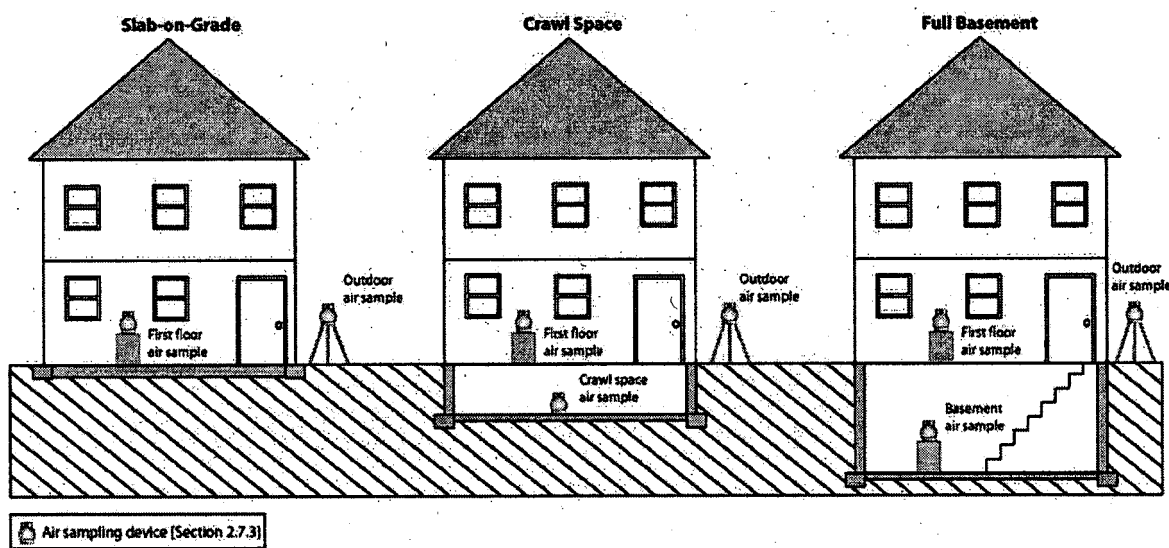 Slab-on-Grade
Crawl Space
Full Basement
Outdoor
air sample
First floor
air sample
Outdoor
air sample
First floor
air sample
Crawl space
air sample
Outdoor
air sample
First floor
air sample
Basement
air sample
Air sampling device [Section 2.7.3]